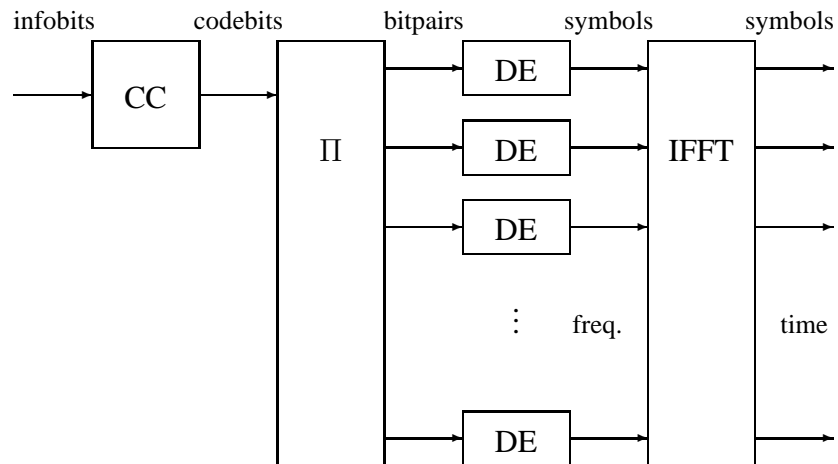 infobits codebits bitpairs symbols symbols
DE
CC
Π
DE
IFFT
DE
⋮ freq. time
DE